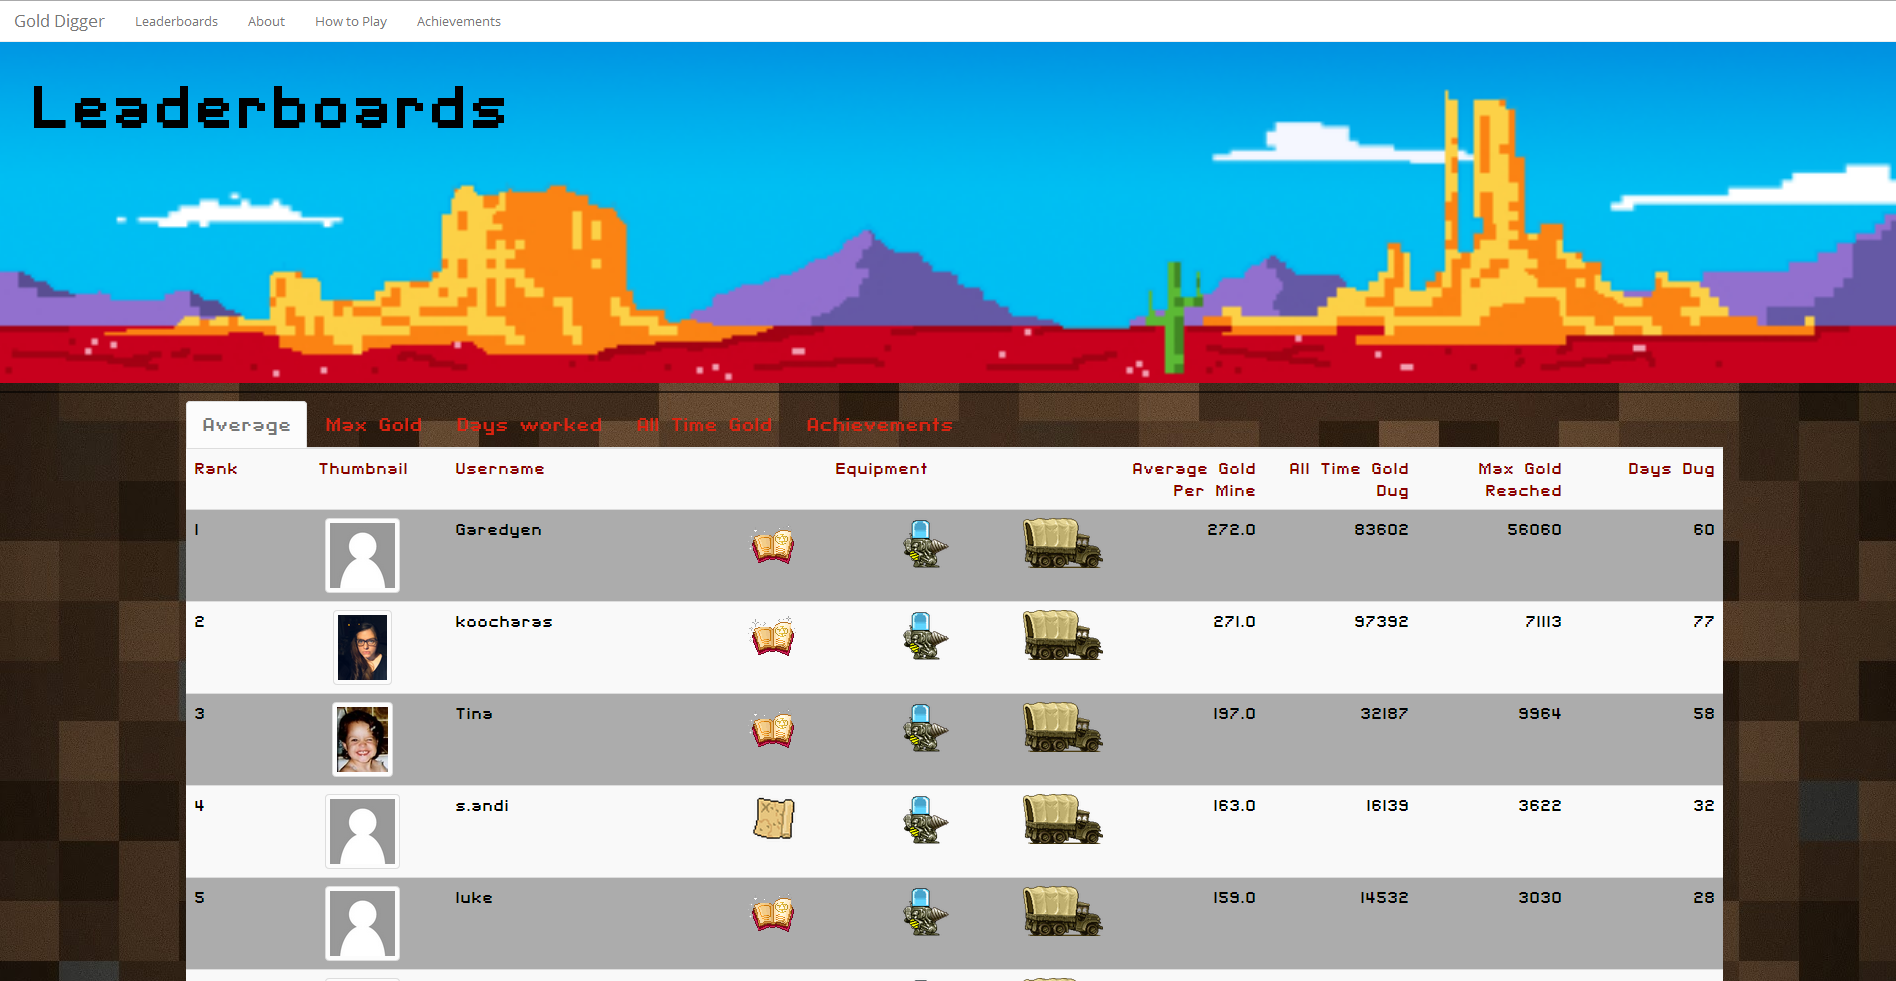 Gold Digger Leaderboards About How to Play Achievements
Leaderboards
Average Max Gold Days worked All Time Gold Achievements
Rank Thumbnail Username Equipment Average Gold All Time Gold Max Gold Days Dug
Per Mine Dug Reached
1 Garedyen 272.0 83602 56060 60
2 koocharas 271.0 97392 71113 77
3 Tina 197.0 32187 9964 58
4 s.andi 163.0 16139 3622 32
5 luke 159.0 14532 3030 28